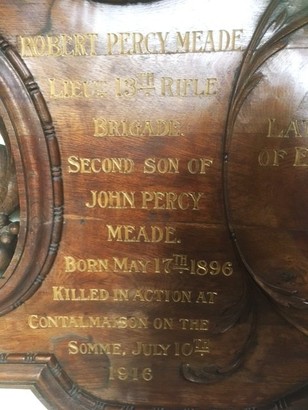 ROBERT PERCY MEADE
LIEUT 13TH RIFLE
BRIGADE.
SECOND SON OF
JOHN PERCY
MEADE.
BORN MAY 17TH 1896
KILLED IN ACTION AT
CONTALMAISON ON THE
SOMME, JULY 10TH
1916
OF